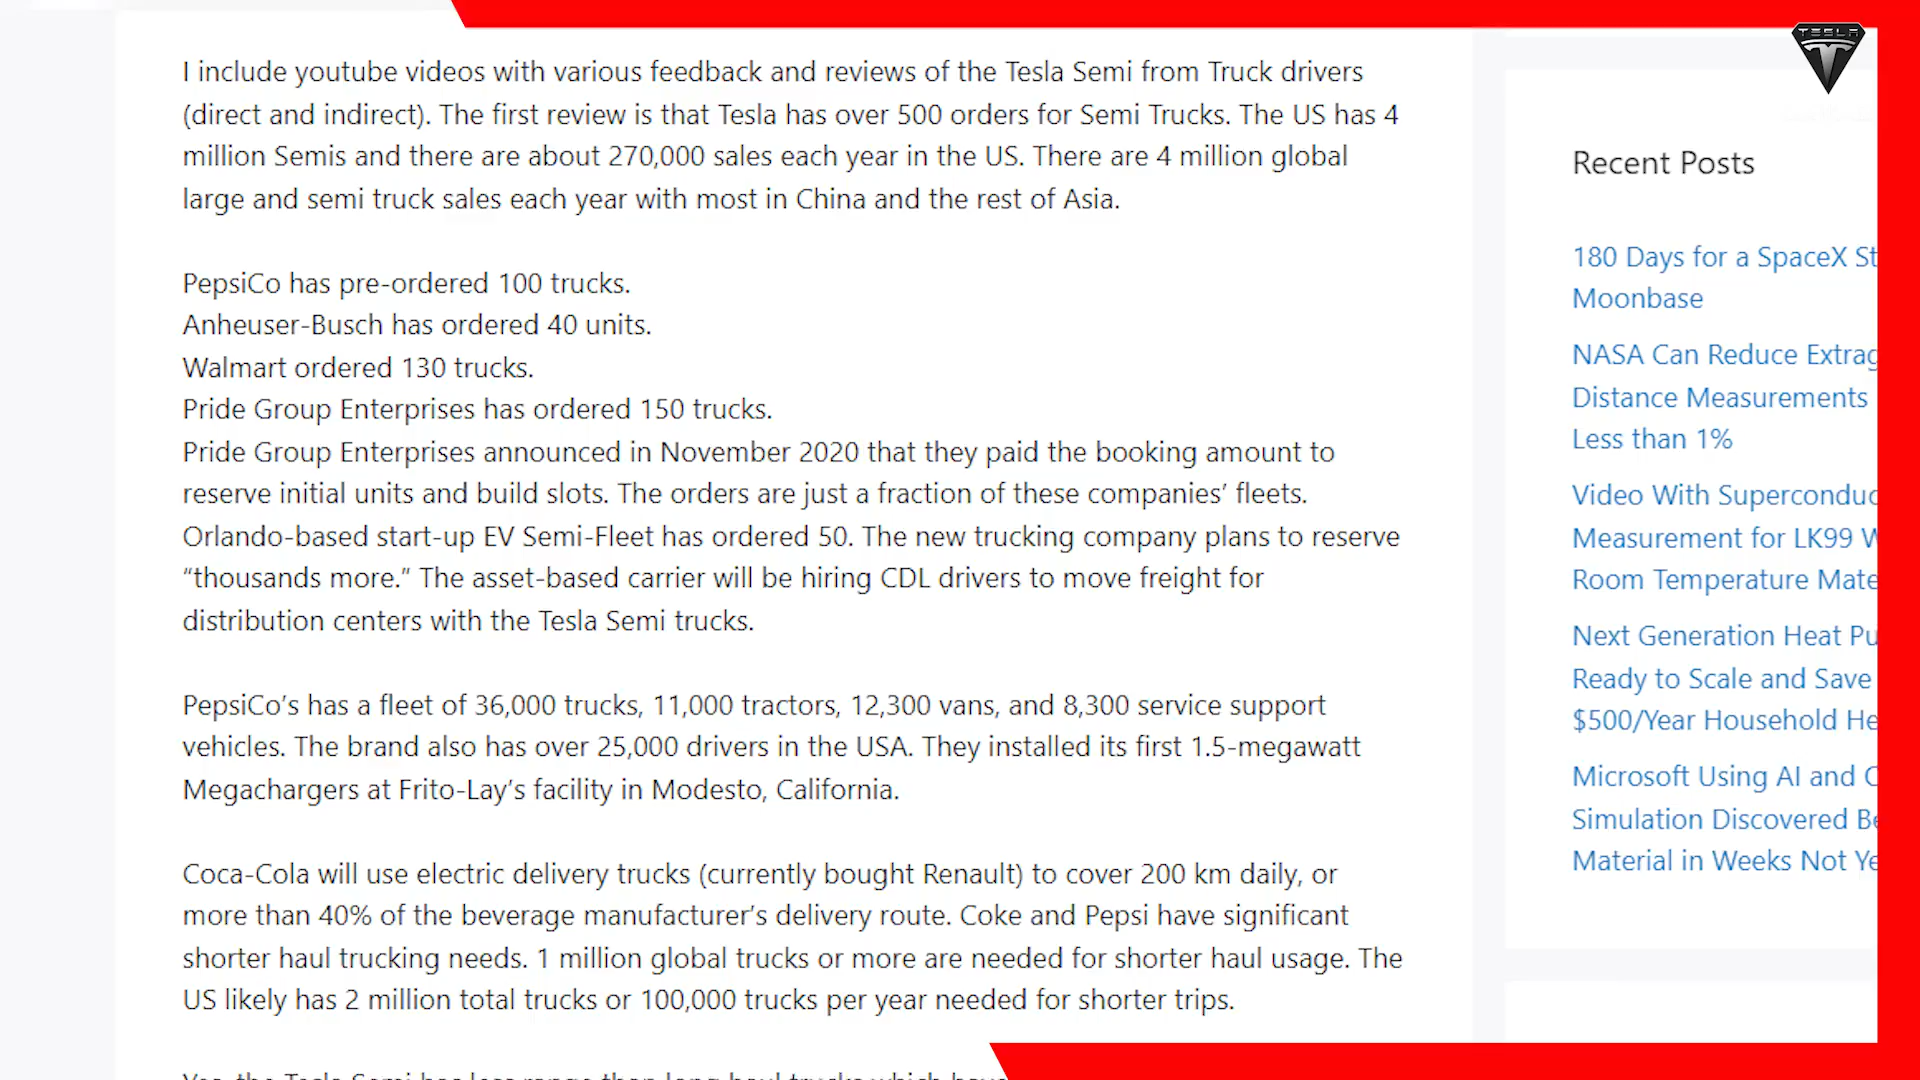 TESLA
I include youtube videos with various feedback and reviews of the Tesla Semi from Truck drivers
(direct and indirect). The first review is that Tesla has over 500 orders for Semi Trucks. The US has 4
million Semis and there are about 270,000 sales each year in the US. There are 4 million global
large and semi truck sales each year with most in China and the rest of Asia.
PepsiCo has pre-ordered 100 trucks.
Anheuser-Busch has ordered 40 units.
Walmart ordered 130 trucks.
Pride Group Enterprises has ordered 150 trucks.
Pride Group Enterprises announced in November 2020 that they paid the booking amount to
reserve initial units and build slots. The orders are just a fraction of these companies’ fleets.
Orlando-based start-up EV Semi-Fleet has ordered 50. The new trucking company plans to reserve
“thousands more.” The asset-based carrier will be hiring CDL drivers to move freight for
distribution centers with the Tesla Semi trucks.
PepsiCo’s has a fleet of 36,000 trucks, 11,000 tractors, 12,300 vans, and 8,300 service support
vehicles. The brand also has over 25,000 drivers in the USA. They installed its first 1.5-megawatt
Megachargers at Frito-Lay’s facility in Modesto, California.
Coca-Cola will use electric delivery trucks (currently bought Renault) to cover 200 km daily, or
more than 40% of the beverage manufacturer’s delivery route. Coke and Pepsi have significant
shorter haul trucking needs. 1 million global trucks or more are needed for shorter haul usage. The
US likely has 2 million total trucks or 100,000 trucks per year needed for shorter trips.
Recent Posts
180 Days for a SpaceX St
Moonbase
NASA Can Reduce Extrag
Distance Measurements
Less than 1%
Video With Superconduc
Measurement for LK99 W
Room Temperature Mate
Next Generation Heat Pu
Ready to Scale and Save
$500/Year Household He
Microsoft Using AI and C
Simulation Discovered Be
Material in Weeks Not Ye